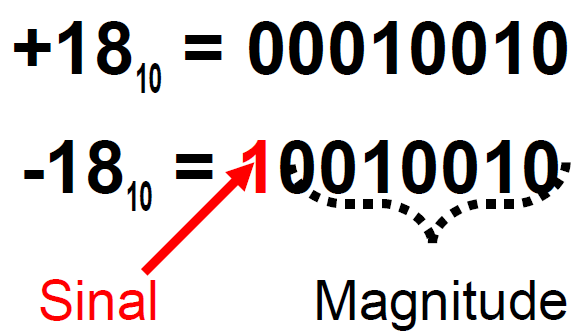 +18₁₀ = 00010010
-18₁₀ = 10010010
Sinal Magnitude